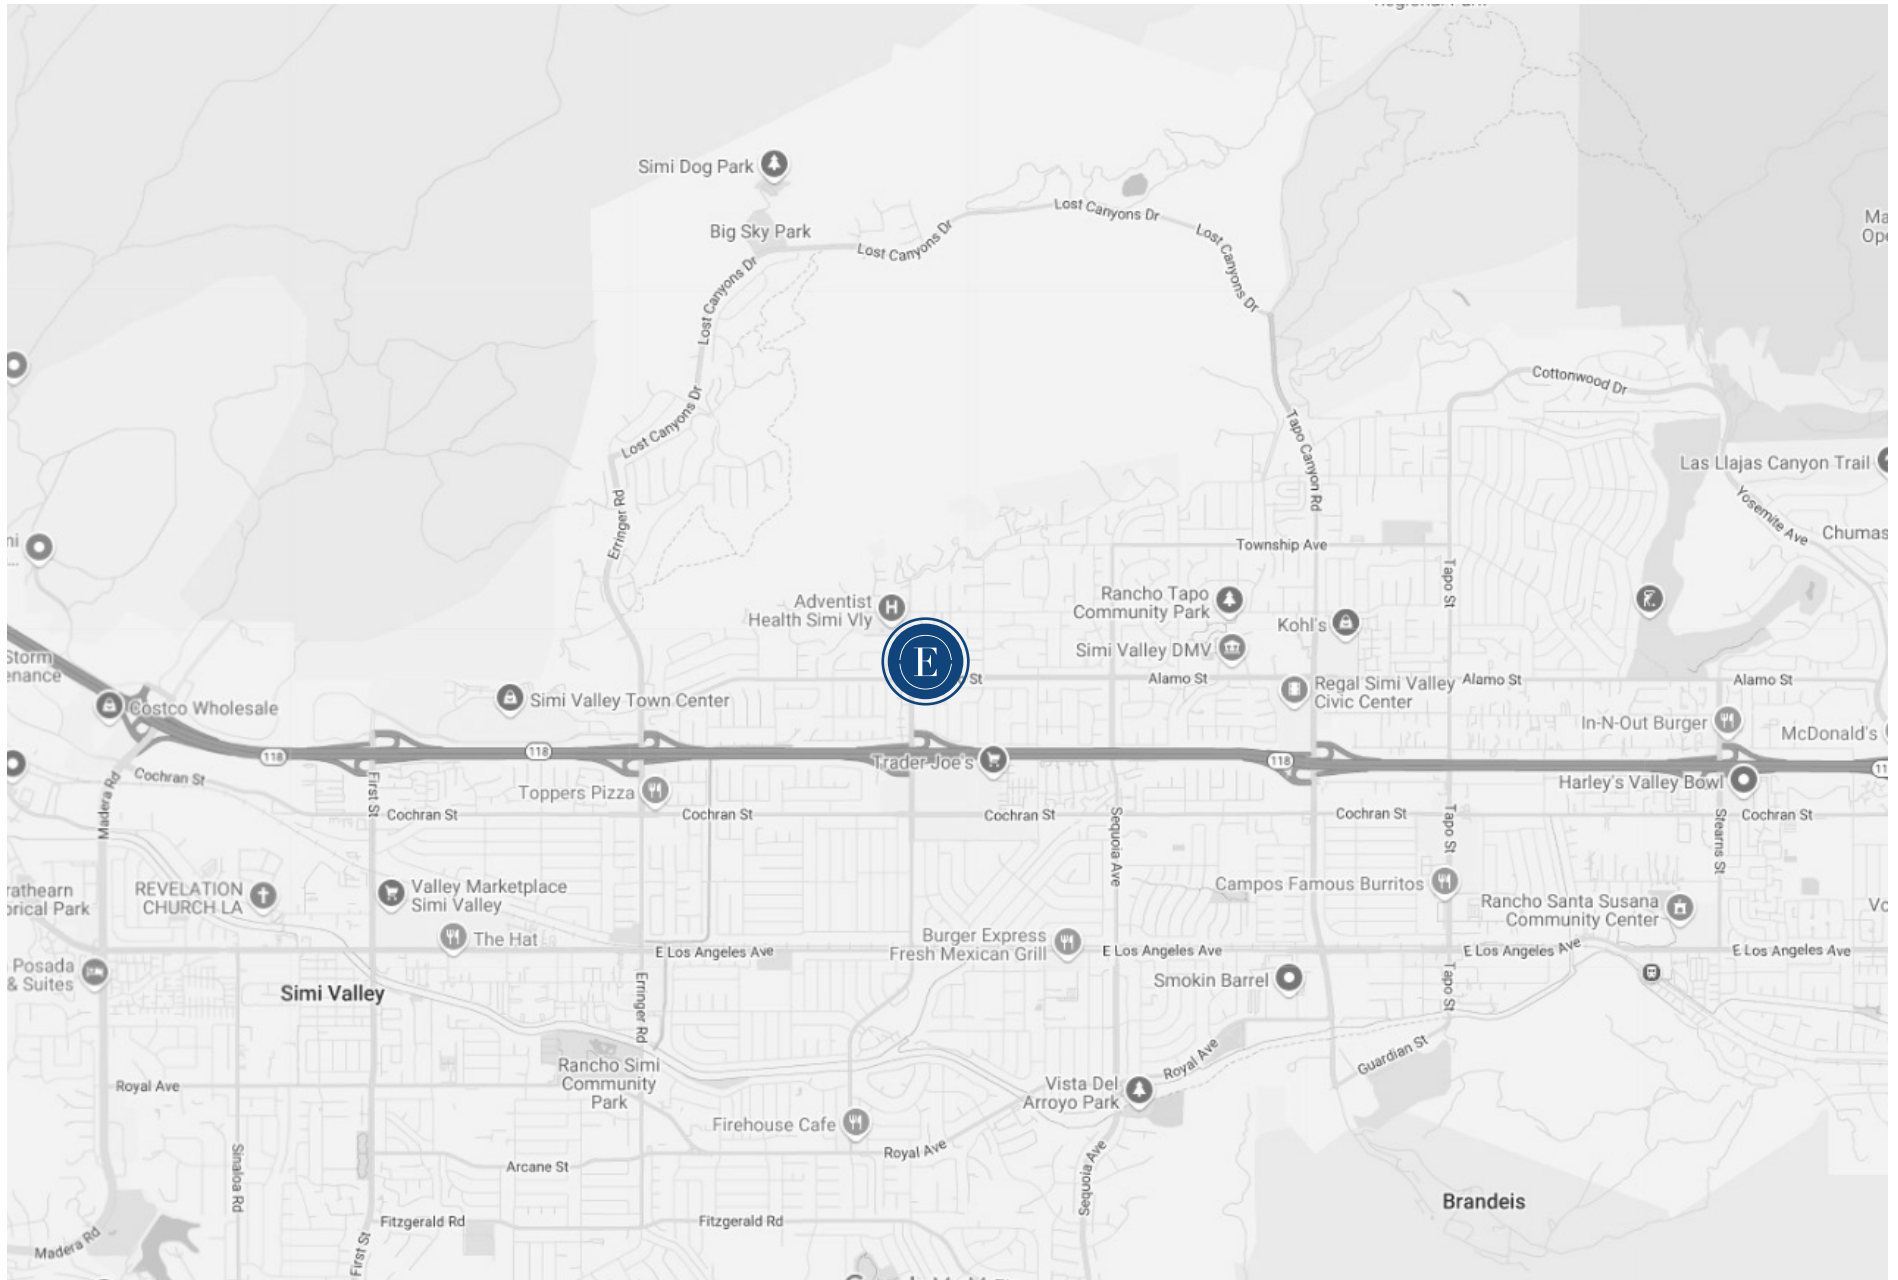 Simi Dog Park
Big Sky Park
Lost Canyons Dr
Lost Canyons Dr
Lost Canyons Dr
Lost Canyons Dr
Lost Canyons Dr
Cottonwood Dr
Tapo Canyon Rd
Las Llajas Canyon Trail
Yosemite Ave
Erringer Rd
Township Ave
Tapo St
Adventist
Health Simi Vly
E
Rancho Tapo
Community Park
Kohl's
Simi Valley DMV
St
Alamo St
Regal Simi Valley
Civic Center
Alamo St
Alamo St
Storm
Costco Wholesale
Simi Valley Town Center
In-N-Out Burger
McDonald's
118
118
118
Trader Joe's
Harley's Valley Bowl
Cochran St
Madera Rd
First St
Toppers Pizza
Cochran St
Cochran St
Cochran St
Cochran St
Cochran St
Sequoia Ave
Tapo St
Stearns St
REVELATION
CHURCH LA
Valley Marketplace
Simi Valley
The Hat
Campos Famous Burritos
Rancho Santa Susana
Community Center
Burger Express
Fresh Mexican Grill
E Los Angeles Ave
E Los Angeles Ave
E Los Angeles Ave
E Los Angeles Ave
Posada
& Suites
Simi Valley
Smokin Barrel
Erringer Rd
Tapo St
Rancho Simi
Community
Park
Royal Ave
Royal Ave
Guardian St
Vista Del
Arroyo Park
Firehouse Cafe
Royal Ave
Arcane St
Sinaloa Rd
Sequoia Ave
Brandeis
Fitzgerald Rd
Fitzgerald Rd
Madera Rd
First St